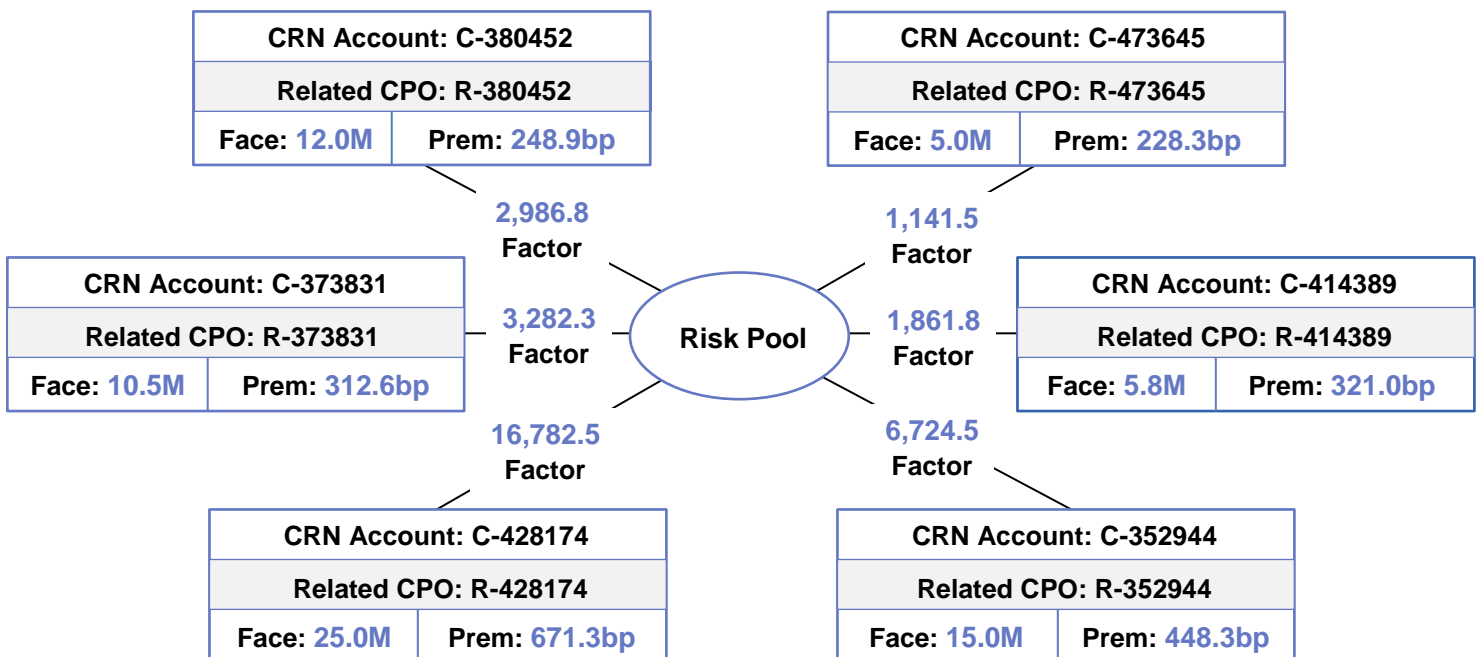 CRN Account: C-380452
Related CPO: R-380452
Face: 12.0M Prem: 248.9bp
CRN Account: C-473645
Related CPO: R-473645
Face: 5.0M Prem: 228.3bp
2,986.8
Factor
1,141.5
Factor
CRN Account: C-373831
Related CPO: R-373831
Face: 10.5M Prem: 312.6bp
3,282.3
Factor
Risk Pool
1,861.8
Factor
CRN Account: C-414389
Related CPO: R-414389
Face: 5.8M Prem: 321.0bp
16,782.5
Factor
6,724.5
Factor
CRN Account: C-428174
Related CPO: R-428174
Face: 25.0M Prem: 671.3bp
CRN Account: C-352944
Related CPO: R-352944
Face: 15.0M Prem: 448.3bp